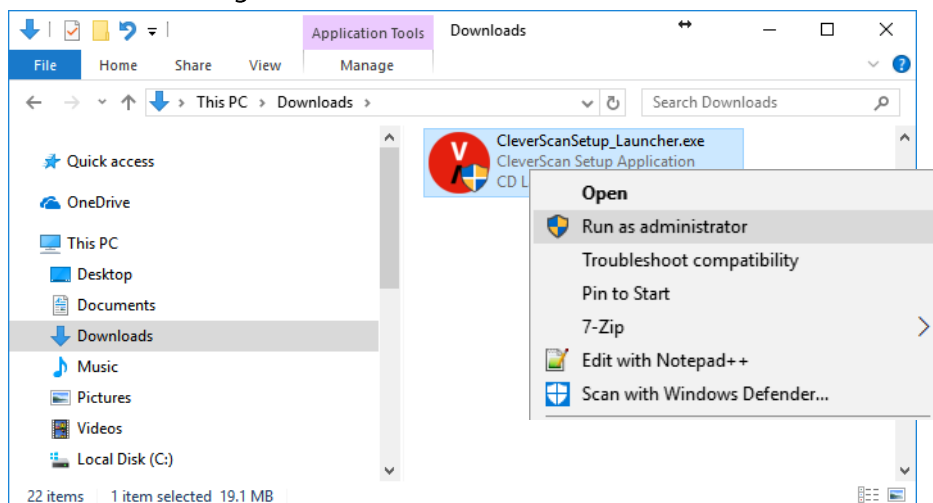 Application Tools
Downloads
File
Home
Share
View
Manage
This PC
Downloads
Search Downloads
Quick access
OneDrive
This PC
Desktop
Documents
Downloads
Music
Pictures
Videos
Local Disk (C:)
CleverScanSetup_Launcher.exe
CleverScan Setup Application
CD L
Open
Run as administrator
Troubleshoot compatibility
Pin to Start
7-Zip
Edit with Notepad++
Scan with Windows Defender...
22 items
1 item selected 19.1 MB